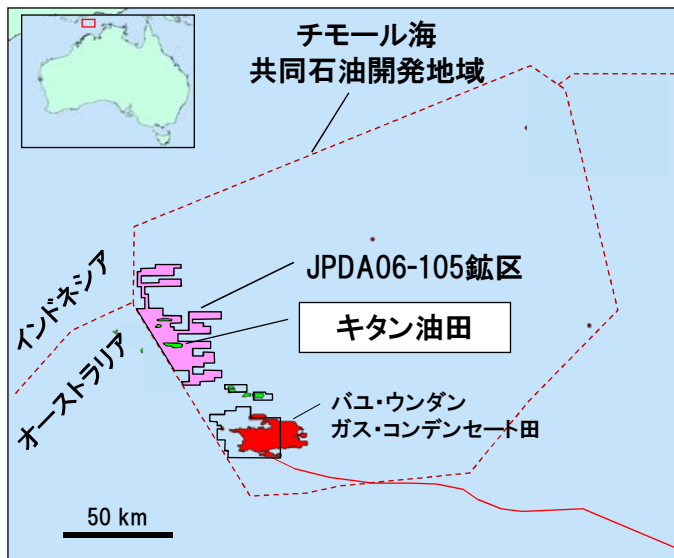 チモール海
共同石油開発地域
インドネシア
JPDA06-105鉱区
キタン油田
オーストラリア
バユ・ウンダン
ガス・コンデンセート田
50 km